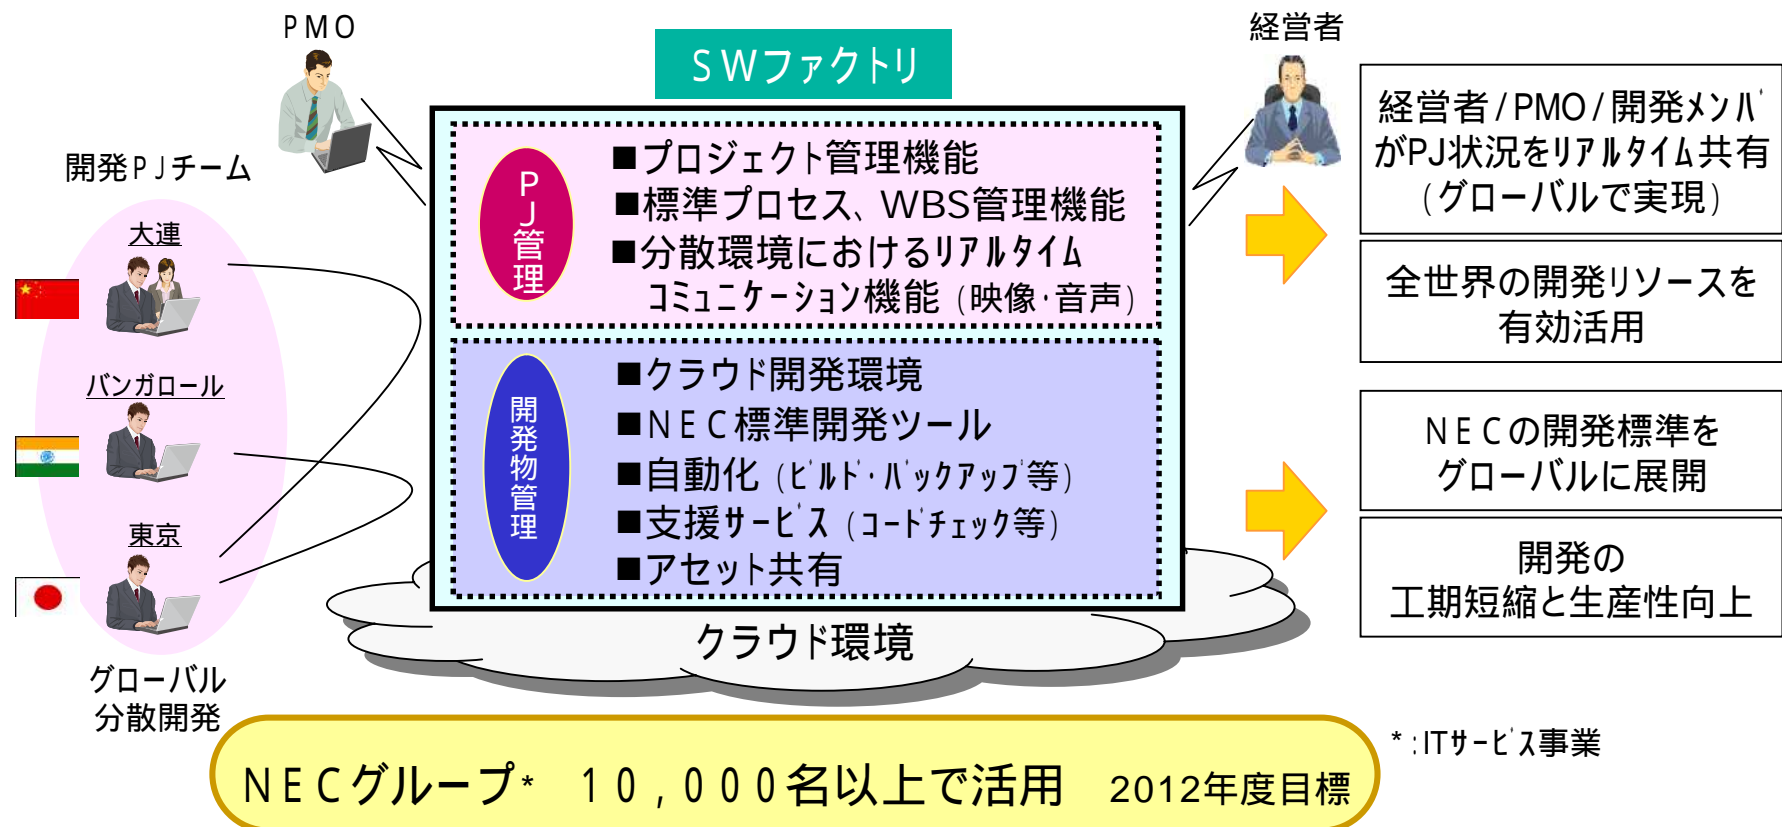 PMO
経営者
SWファクトリ
開発PJチーム
大連
バンガロール
東京
グローバル
分散開発
PJ管理
■プロジェクト管理機能
■標準プロセス、WBS管理機能
■分散環境におけるﾘｱﾙﾀｲﾑ
ｺﾐｭﾆｹｰｼｮﾝ機能（映像・音声）
開発物管理
■クラウド開発環境
■NEC標準開発ツール
■自動化（ﾋﾞﾙﾄﾞ・ﾊﾞｯｸｱｯﾌﾟ等）
■支援ｻｰﾋﾞｽ（ｺｰﾄﾞﾁｪｯｸ等）
■アセット共有
クラウド環境
経営者/PMO/開発ﾒﾝﾊﾞ
がPJ状況をﾘｱﾙﾀｲﾑ共有
（グローバルで実現）
全世界の開発リソースを
有効活用
NECの開発標準を
グローバルに展開
開発の
工期短縮と生産性向上
NECグループ* 10,000名以上で活用 2012年度目標
*:ITｻｰﾋﾞｽ事業